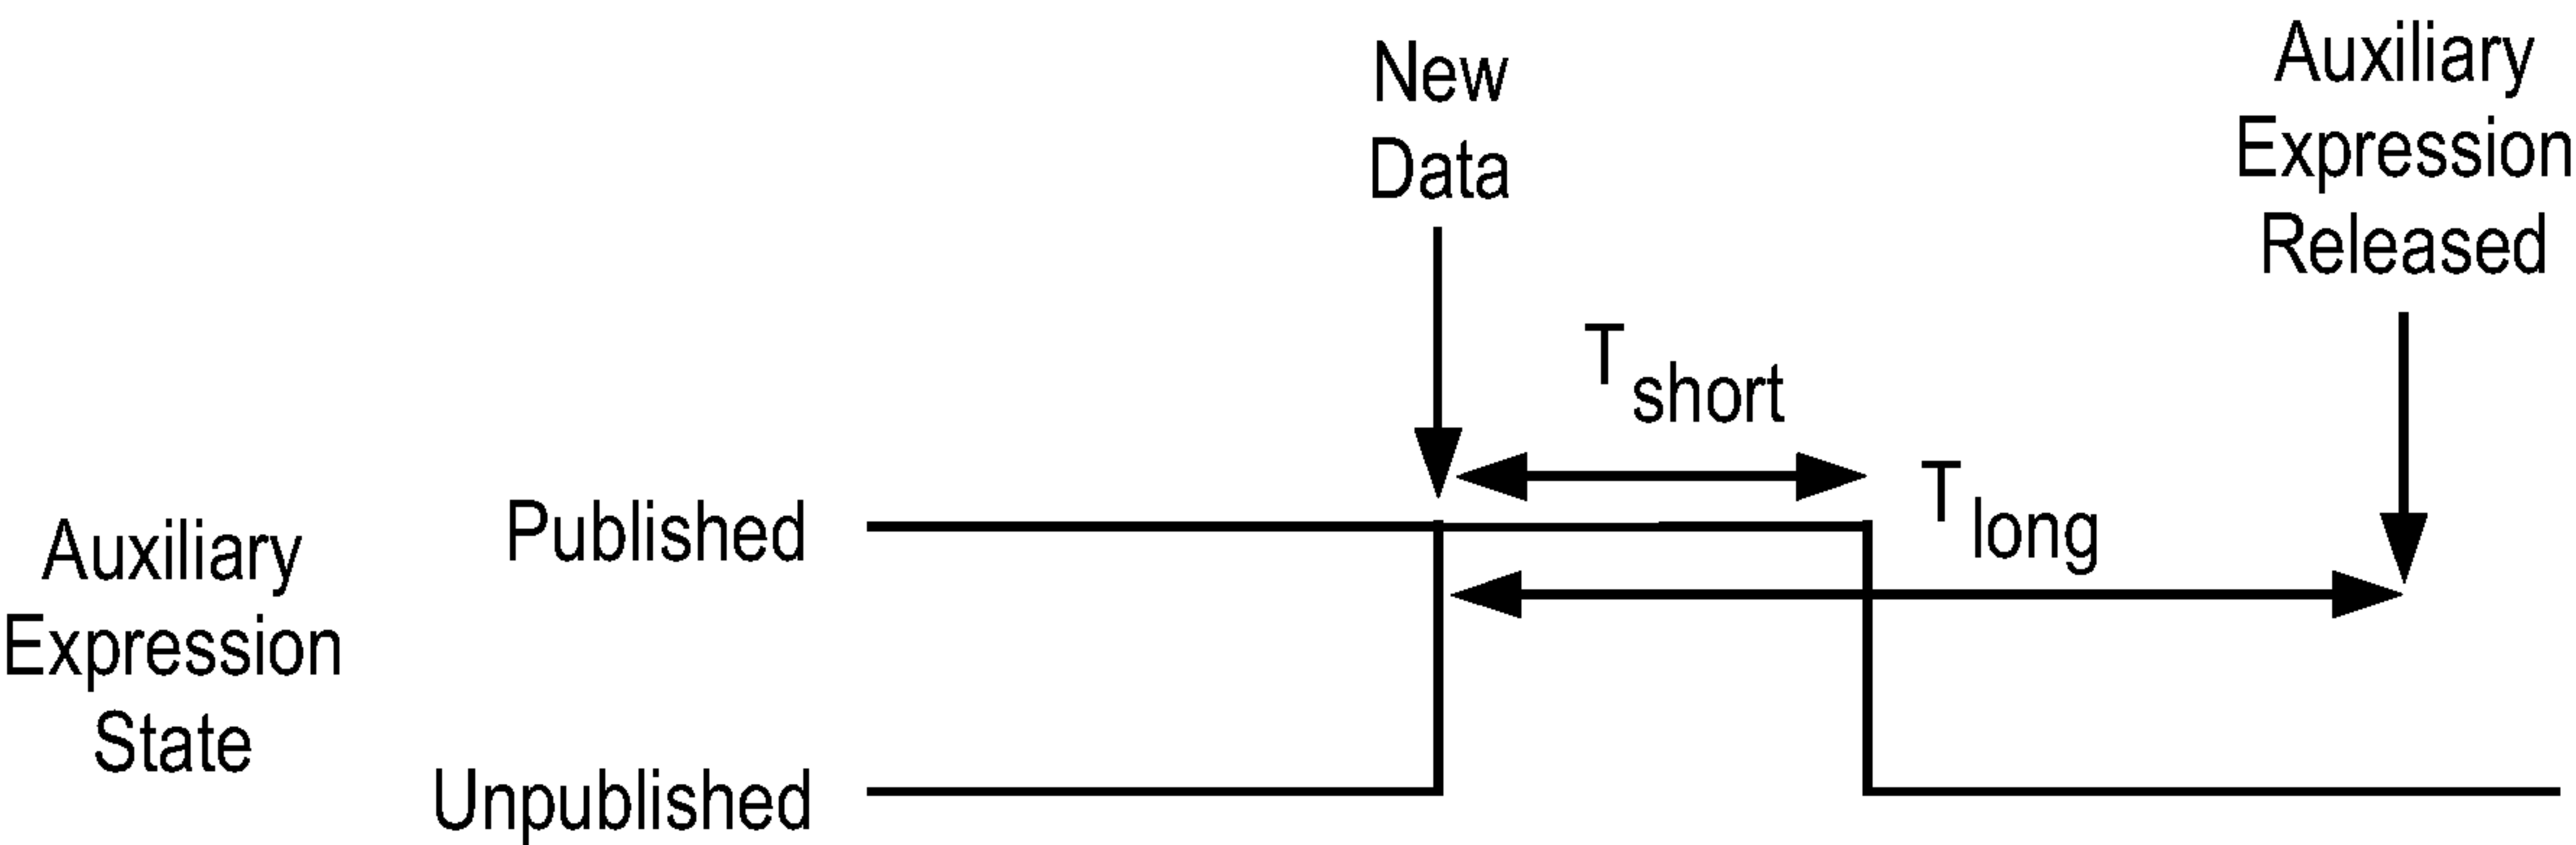 New
Data
Auxiliary
Expression
Released
T short
T long
Published
Auxiliary
Expression
State
Unpublished